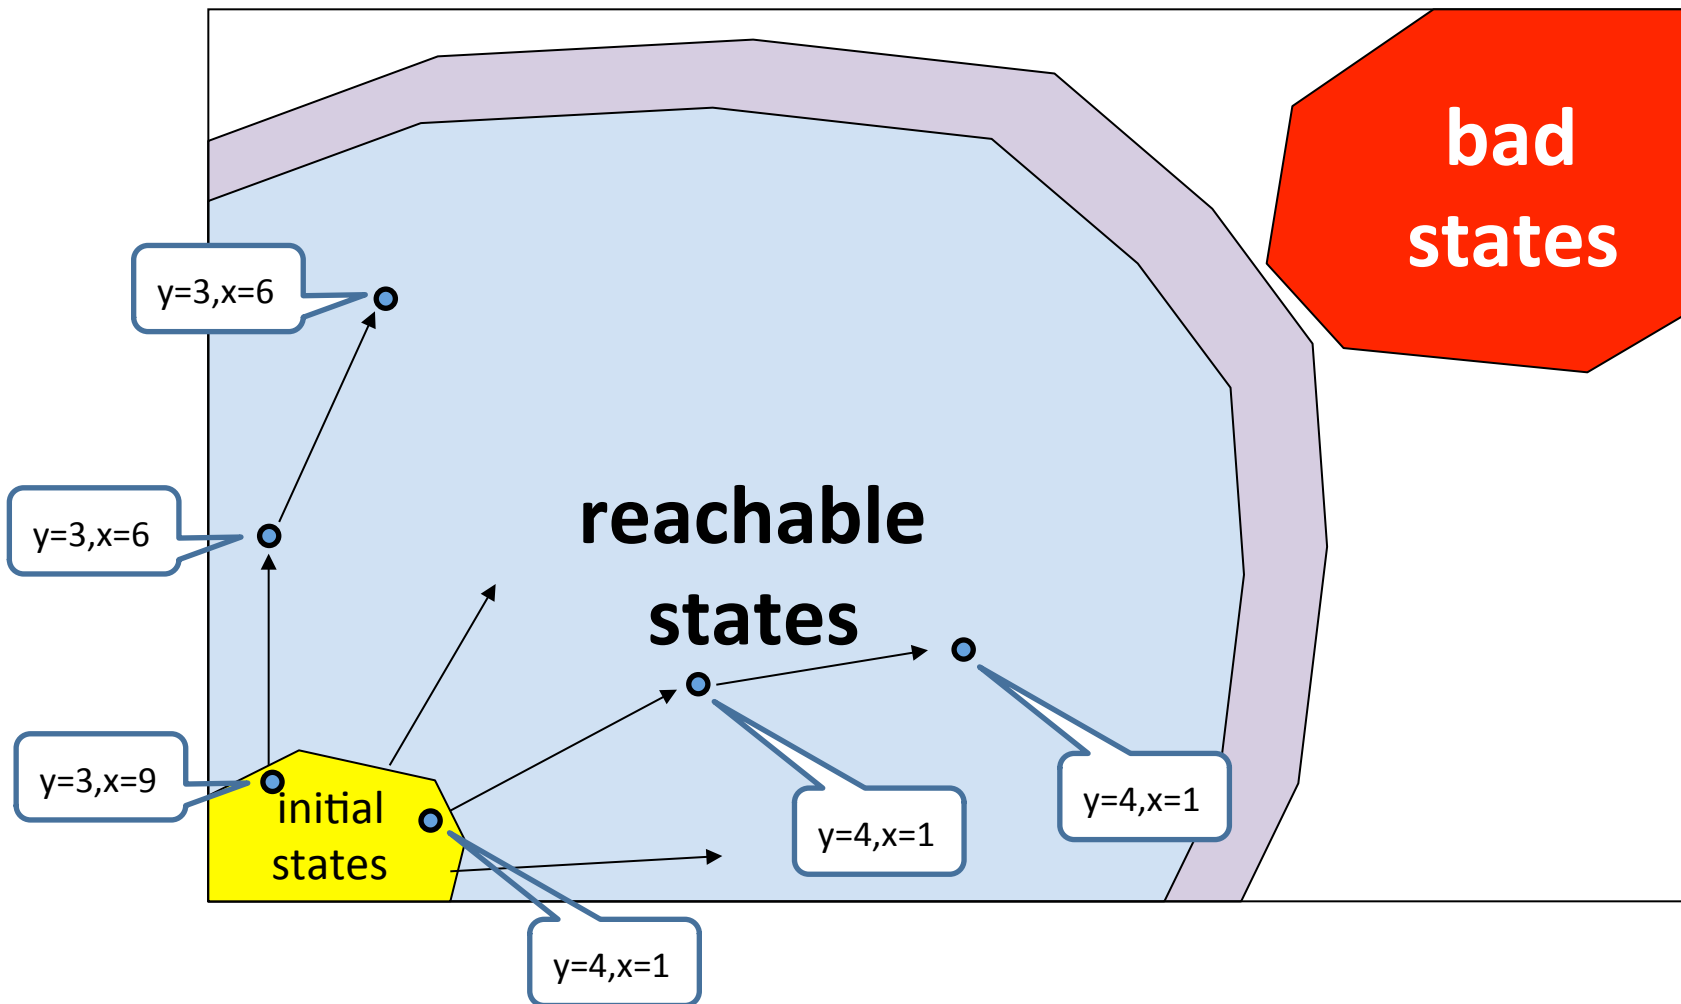 bad
states
y=3,x=6
reachable
states
y=3,x=6
y=3,x=9
initial
states
y=4,x=1
y=4,x=1
y=4,x=1